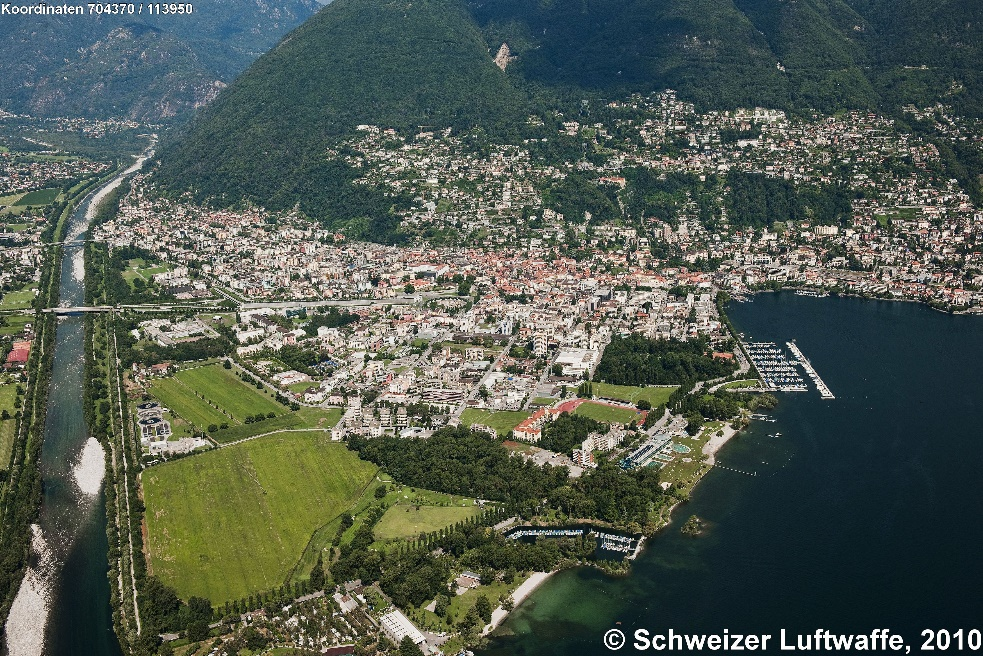 Koordinaten 704370 / 113950
© Schweizer Luftwaffe, 2010